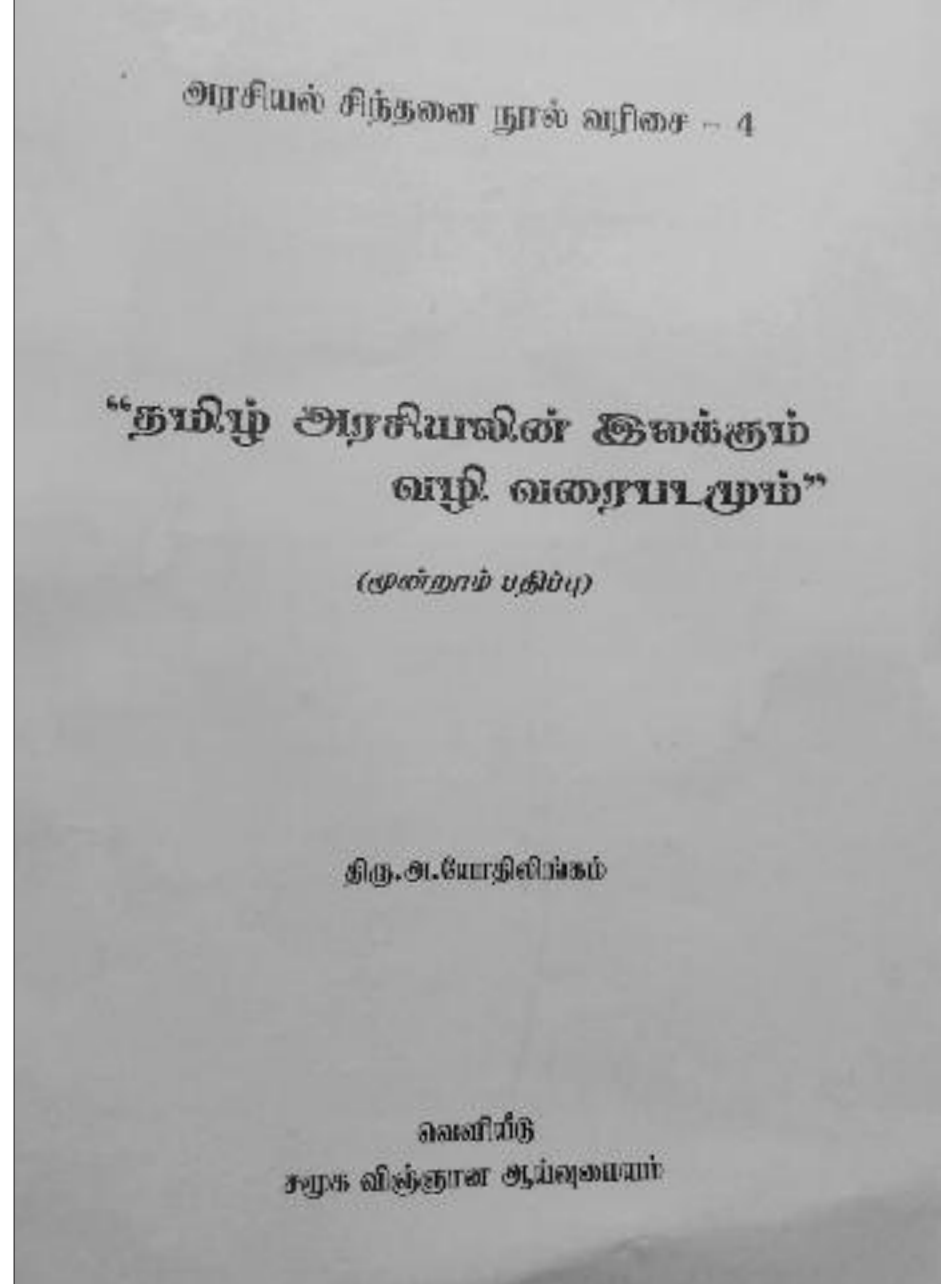 அரசியல் சிந்தனை நூல் வரிசை - 4
“தமிழ் அரசியலின் இலக்கும்
வழி வரைபடமும்”
(மூன்றாம் பதிப்பு)
திரு.அ.யோதிலிங்கம்
வெளியீடு
சமூக விஞ்ஞான ஆய்வுமையம்